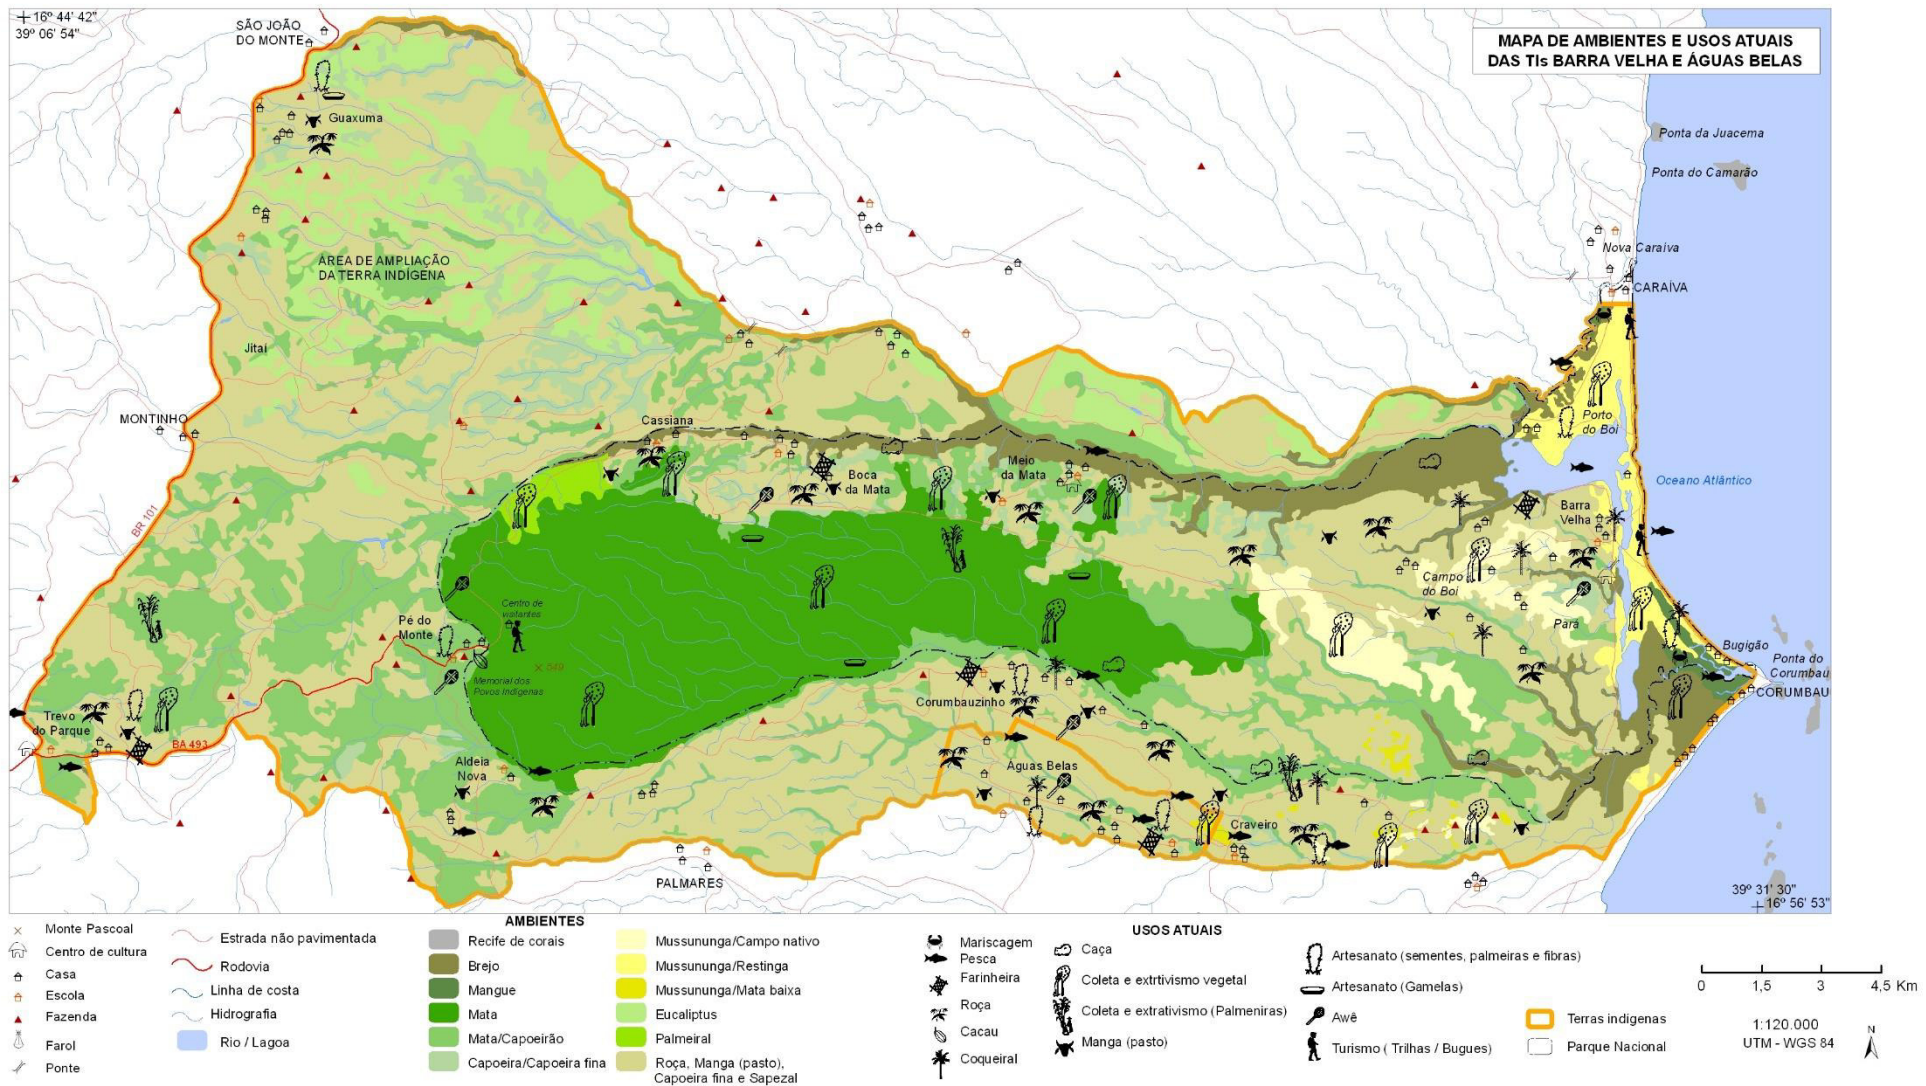 16º 44' 42"
39º 06' 54"
SÃO JOÃO
DO MONTE
MAPA DE AMBIENTES E USOS ATUAIS
DAS TIs BARRA VELHA E ÁGUAS BELAS
Guaxuma
Ponta da Juacema
Ponta do Camarão
Nova Caraíva
CARAÍVA
ÁREA DE AMPLIAÇÃO
DA TERRA INDÍGENA
Jitaí
MONTINHO
Cassiana
Porto
do Boi
Boca
da Mata
Meio
da Mata
Oceano Atlântico
BR 101
Barra
Velha
Campo
do Boi
Pará
Centro de
visitantes
Pé do
Monte
540
Memorial dos
Povos Indígenas
Bugigão
Ponta do
Corumbau
CORUMBAU
Corumbauzinho
Trevo
do Parque
BA 493
Aldeia
Nova
Águas Belas
Craveiro
PALMARES
39º 31' 30"
16º 56' 53"
Monte Pascoal
Centro de cultura
Casa
Escola
Fazenda
Farol
Ponte
Estrada não pavimentada
Rodovia
Linha de costa
Hidrografia
Rio / Lagoa
AMBIENTES
Recife de corais
Brejo
Mangue
Mata
Mata/Capoeirão
Capoeira/Capoeira fina
Mussununga/Campo nativo
Mussununga/Restinga
Mussununga/Mata baixa
Eucaliptus
Palmeiral
Roça, Manga (pasto),
Capoeira fina e Sapezal
USOS ATUAIS
Mariscagem
Pesca
Farinheira
Roça
Cacau
Coqueiral
Caça
Coleta e extrtivismo vegetal
Coleta e extrativismo (Palmeniras)
Manga (pasto)
Artesanato (sementes, palmeiras e fibras)
Artesanato (Gamelas)
Awê
Turismo ( Trilhas / Bugues)
Terras indígenas
Parque Nacional
0 1,5 3 4,5 Km
1:120.000
UTM - WGS 84
N